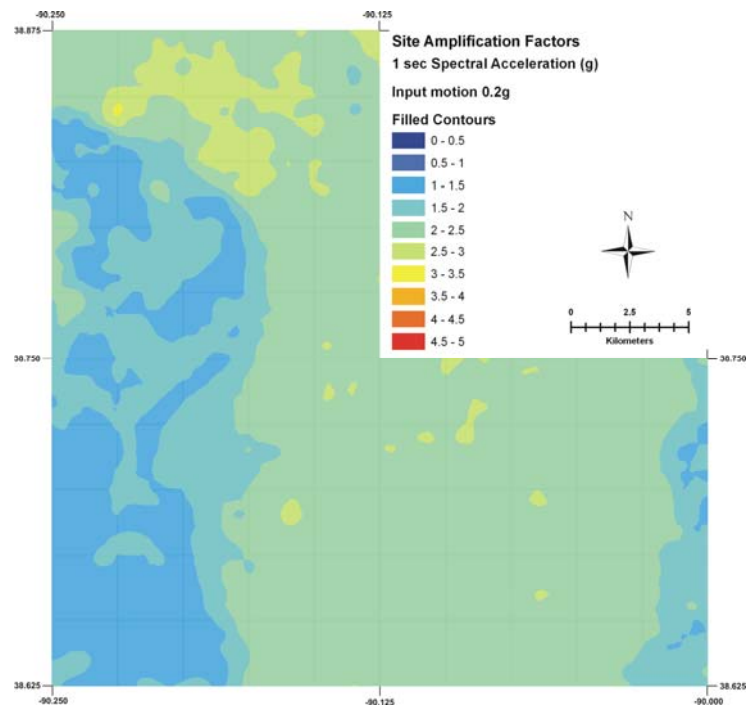 -90.250
-90.125
38.875
Site Amplification Factors
1 sec Spectral Acceleration (g)
Input motion 0.2g
Filled Contours
0 - 0.5
0.5 - 1
1 - 1.5
1.5 - 2
2 - 2.5
2.5 - 3
3 - 3.5
3.5 - 4
4 - 4.5
4.5 - 5
N
0 2.5 5
Kilometers
38.750
38.750
38.625
38.625
-90.250
-90.125
-90.000